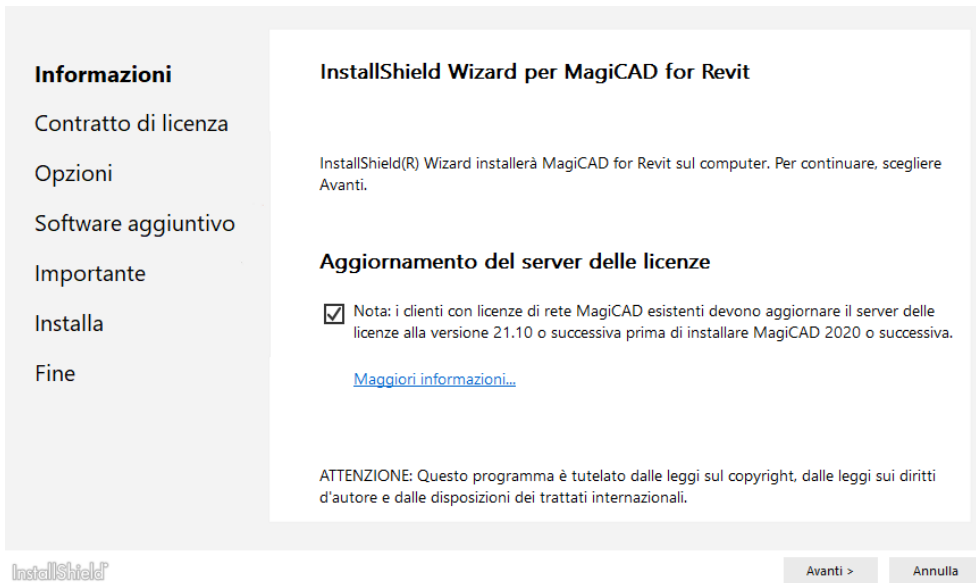 Informazioni
Contratto di licenza
Opzioni
Software aggiuntivo
Importante
Installa
Fine
InstallShield Wizard per MagiCAD for Revit
InstallShield(R) Wizard installerà MagiCAD for Revit sul computer. Per continuare, scegliere
Avanti.
Aggiornamento del server delle licenze
Nota: i clienti con licenze di rete MagiCAD esistenti devono aggiornare il server delle
licenze alla versione 21.10 o successiva prima di installare MagiCAD 2020 o successiva.
Maggiori informazioni...
ATTENZIONE: Questo programma è tutelato dalle leggi sul copyright, dalle leggi sui diritti
d'autore e dalle disposizioni dei trattati internazionali.
InstallShield
Avanti >
Annulla